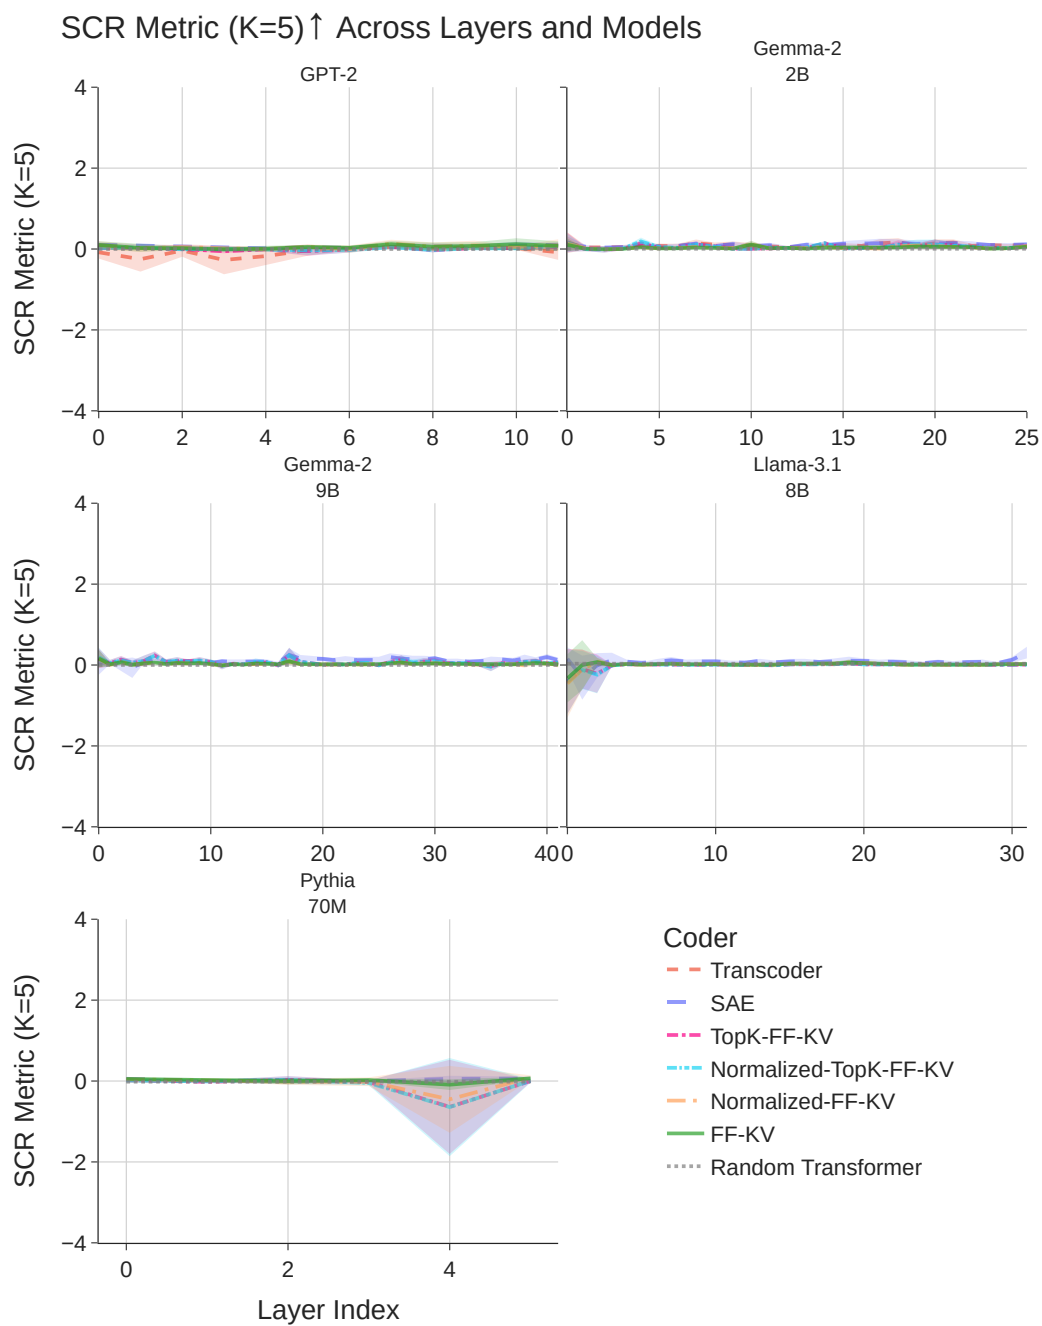 SCR Metric (K=5)↑ Across Layers and Models
GPT-2
Gemma-2
2B
SCR Metric (K=5)
4
2
0
−2
−4
0 2 4 6 8 10
0 5 10 15 20 25
Gemma-2
9B
Llama-3.1
8B
SCR Metric (K=5)
4
2
0
−2
−4
0 10 20 30 40
0 10 20 30
Pythia
70M
SCR Metric (K=5)
4
2
0
−2
−4
0 2 4
Layer Index
Coder
Transcoder
SAE
TopK-FF-KV
Normalized-TopK-FF-KV
Normalized-FF-KV
FF-KV
Random Transformer